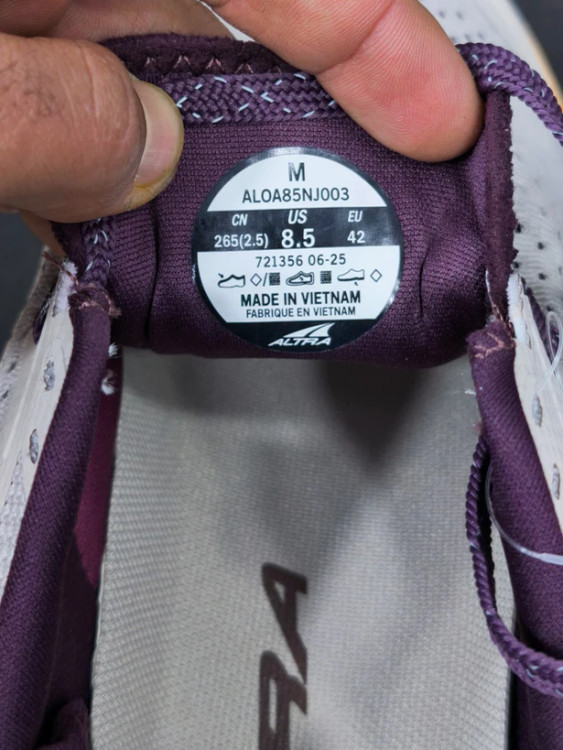 M
ALOA85NJ003
CN US EU
265(2.5) 8.5 42
721356 06-25
MADE IN VIETNAM
FABRIQUE EN VIETNAM
ALTRA
RA